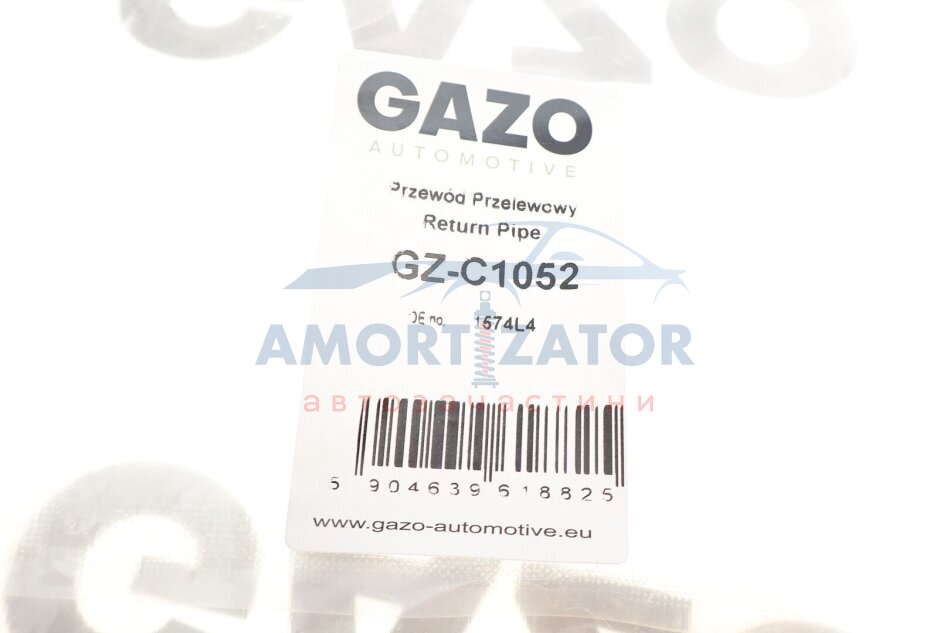 GAZO
AUTOMOTIVE
Przewód Przelewowy
Return Pipe
GZ-C1052
OE no. 1574L4
AMORTIZATOR
автозапчастини
5 904639 618825
www.gazo-automotive.eu